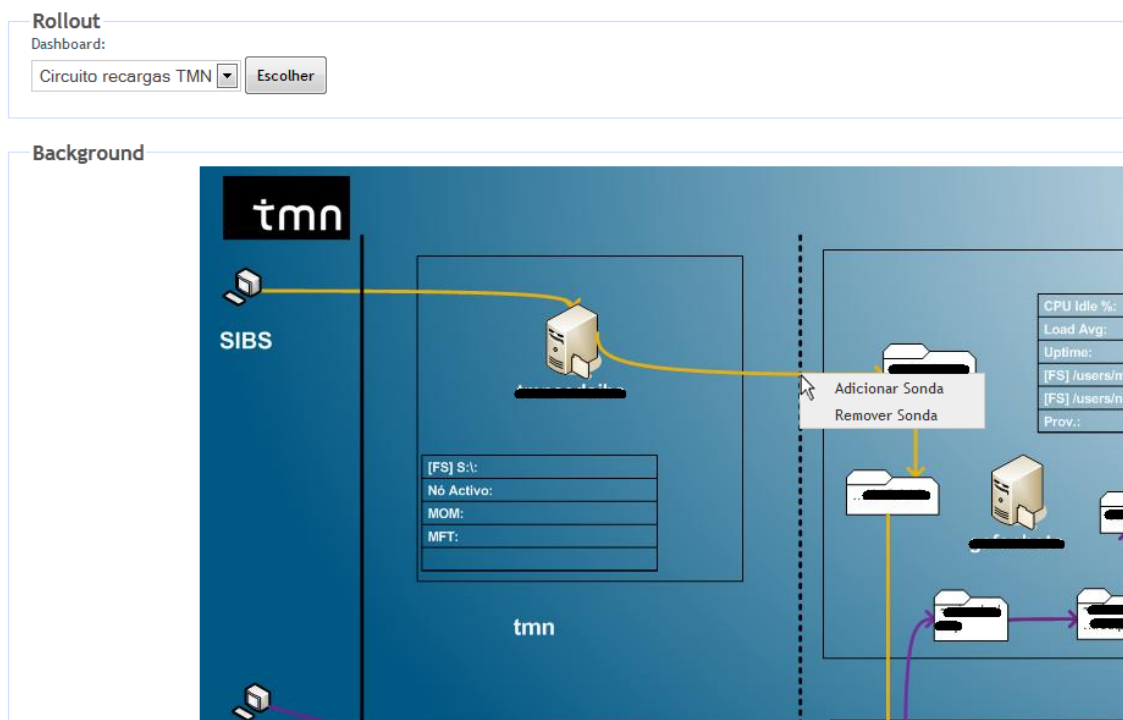 Rollout
Dashboard:
Circuito recargas TMN
Escolher
Background
tmn
SIBS
CPU Idle %:
Load Avg:
Uptime:
[FS] /users/
[FS] /users/
Prov.:
Adicionar Sonda
Remover Sonda
[FS] S:\:
Nó Activo:
MOM:
MFT:
tmn